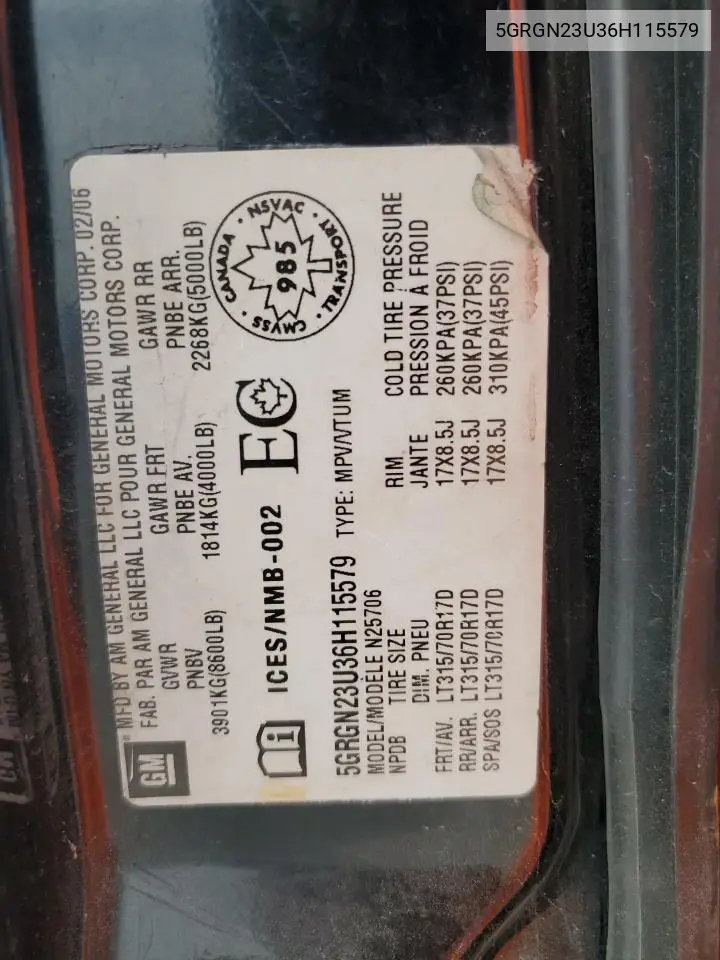 5GRGN23U36H115579
GM
® MFD BY AM GENERAL LLC FOR GENERAL MOTORS CORP. 02/06
FAB. PAR AM GENERAL LLC POUR GENERAL MOTORS CORP.
GVWR GAWR FRT GAWR RR
PNBV PNBE AV. PNBE ARR.
3901KG(8600LB) 1814KG(4000LB) 2268KG(5000LB)
i ICES/NMB-002 EC
CANADA · NSVAC · TRANSPORT · CMVSS ·
985
5GRGN23U36H115579 TYPE: MPV/VTUM
MODEL/MODÈLE N25706
NPDB TIRE SIZE RIM COLD TIRE PRESSURE
DIM. PNEU JANTE PRESSION À FROID
FRT/AV. LT315/70R17D 17X8.5J 260KPA(37PSI)
RR/ARR. LT315/70R17D 17X8.5J 260KPA(37PSI)
SPA/SOS LT315/70R17D 17X8.5J 310KPA(45PSI)